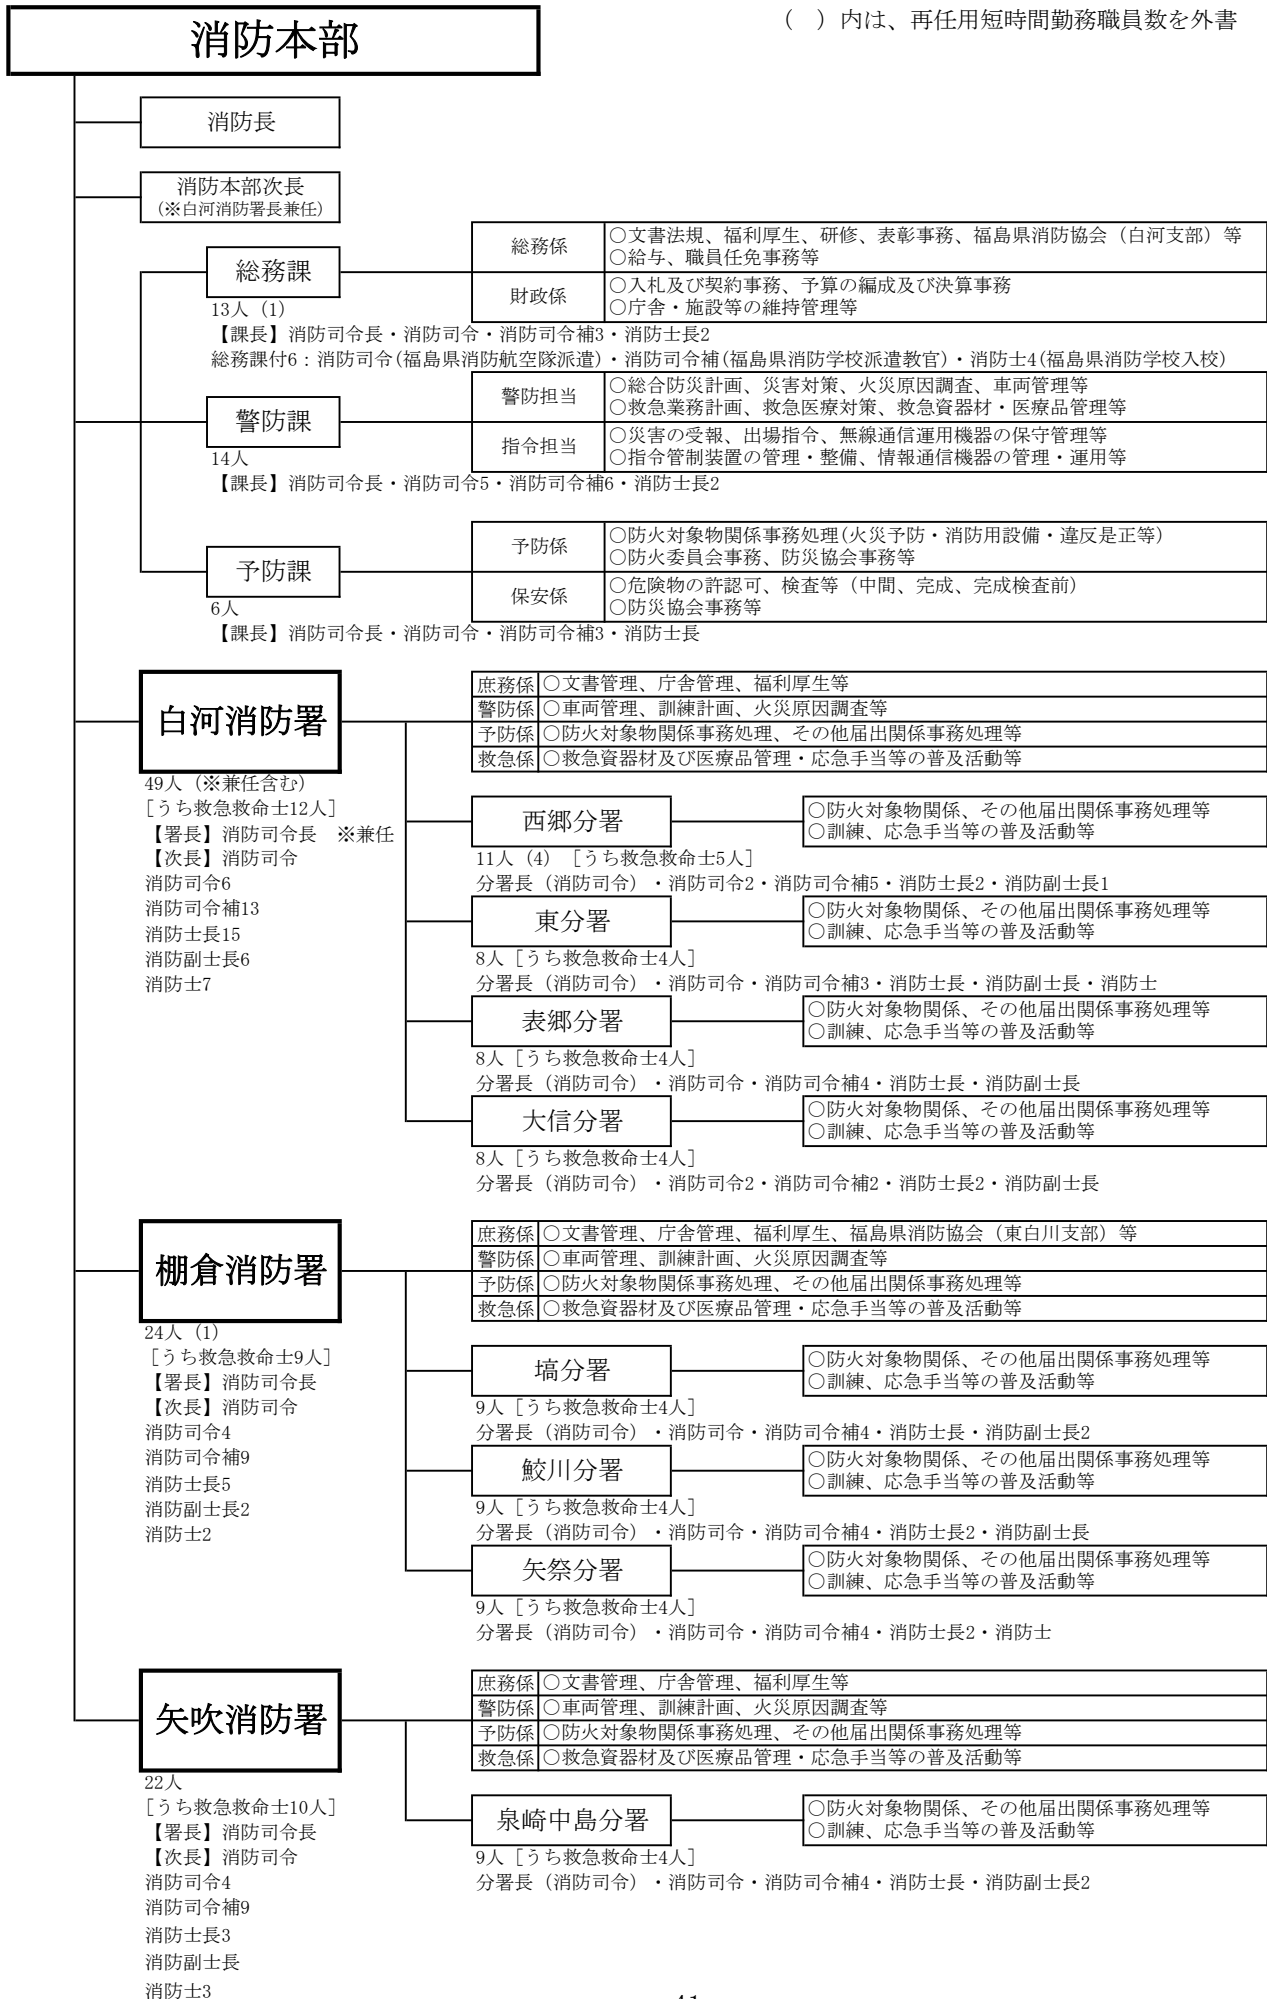 消防本部
（　）内は、再任用短時間勤務職員数を外書
消防長
消防本部次長
(※白河消防署長兼任)
総務課
13人（1）
【課長】消防司令長・消防司令・消防司令補3・消防士長2
総務課付6：消防司令(福島県消防航空隊派遣)・消防司令補(福島県消防学校派遣教官)・消防士4(福島県消防学校入校)
総務係
○文書法規、福利厚生、研修、表彰事務、福島県消防協会（白河支部）等
○給与、職員任免事務等
財政係
○入札及び契約事務、予算の編成及び決算事務
○庁舎・施設等の維持管理等
警防課
14人
【課長】消防司令長・消防司令5・消防司令補6・消防士長2
警防担当
○総合防災計画、災害対策、火災原因調査、車両管理等
○救急業務計画、救急医療対策、救急資器材・医療品管理等
指令担当
○災害の受報、出場指令、無線通信運用機器の保守管理等
○指令管制装置の管理・整備、情報通信機器の管理・運用等
予防課
6人
【課長】消防司令長・消防司令・消防司令補3・消防士長
予防係
○防火対象物関係事務処理(火災予防・消防用設備・違反是正等)
○防火委員会事務、防災協会事務等
保安係
○危険物の許認可、検査等（中間、完成、完成検査前）
○防災協会事務等
白河消防署
49人（※兼任含む）
［うち救急救命士12人］
【署長】消防司令長　※兼任
【次長】消防司令
消防司令6
消防司令補13
消防士長15
消防副士長6
消防士7
庶務係 ○文書管理、庁舎管理、福利厚生等
警防係 ○車両管理、訓練計画、火災原因調査等
予防係 ○防火対象物関係事務処理、その他届出関係事務処理等
救急係 ○救急資器材及び医療品管理・応急手当等の普及活動等
西郷分署
○防火対象物関係、その他届出関係事務処理等
○訓練、応急手当等の普及活動等
11人（4）［うち救急救命士5人］
分署長（消防司令）・消防司令2・消防司令補5・消防士長2・消防副士長1
東分署
○防火対象物関係、その他届出関係事務処理等
○訓練、応急手当等の普及活動等
8人［うち救急救命士4人］
分署長（消防司令）・消防司令・消防司令補3・消防士長・消防副士長・消防士
表郷分署
○防火対象物関係、その他届出関係事務処理等
○訓練、応急手当等の普及活動等
8人［うち救急救命士4人］
分署長（消防司令）・消防司令・消防司令補4・消防士長・消防副士長
大信分署
○防火対象物関係、その他届出関係事務処理等
○訓練、応急手当等の普及活動等
8人［うち救急救命士4人］
分署長（消防司令）・消防司令2・消防司令補2・消防士長2・消防副士長
棚倉消防署
24人（1）
［うち救急救命士9人］
【署長】消防司令長
【次長】消防司令
消防司令4
消防司令補9
消防士長5
消防副士長2
消防士2
庶務係 ○文書管理、庁舎管理、福利厚生、福島県消防協会（東白川支部）等
警防係 ○車両管理、訓練計画、火災原因調査等
予防係 ○防火対象物関係事務処理、その他届出関係事務処理等
救急係 ○救急資器材及び医療品管理・応急手当等の普及活動等
塙分署
○防火対象物関係、その他届出関係事務処理等
○訓練、応急手当等の普及活動等
9人［うち救急救命士4人］
分署長（消防司令）・消防司令・消防司令補4・消防士長・消防副士長2
鮫川分署
○防火対象物関係、その他届出関係事務処理等
○訓練、応急手当等の普及活動等
9人［うち救急救命士4人］
分署長（消防司令）・消防司令・消防司令補4・消防士長2・消防副士長
矢祭分署
○防火対象物関係、その他届出関係事務処理等
○訓練、応急手当等の普及活動等
9人［うち救急救命士4人］
分署長（消防司令）・消防司令・消防司令補4・消防士長2・消防士
矢吹消防署
22人
［うち救急救命士10人］
【署長】消防司令長
【次長】消防司令
消防司令4
消防司令補9
消防士長3
消防副士長
消防士3
庶務係 ○文書管理、庁舎管理、福利厚生等
警防係 ○車両管理、訓練計画、火災原因調査等
予防係 ○防火対象物関係事務処理、その他届出関係事務処理等
救急係 ○救急資器材及び医療品管理・応急手当等の普及活動等
泉崎中島分署
○防火対象物関係、その他届出関係事務処理等
○訓練、応急手当等の普及活動等
9人［うち救急救命士4人］
分署長（消防司令）・消防司令・消防司令補4・消防士長・消防副士長2